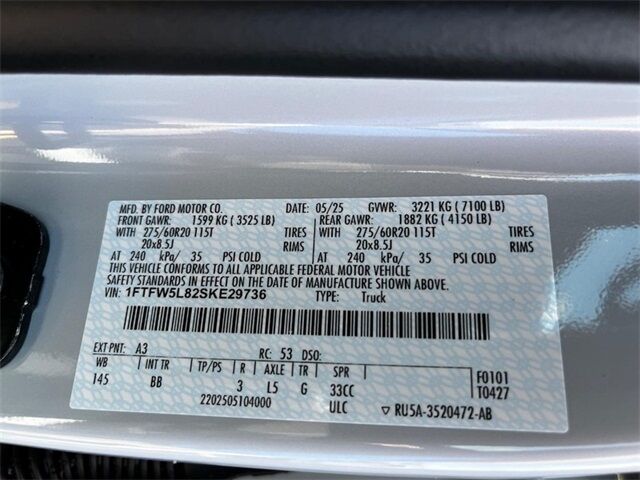 MFD. BY FORD MOTOR CO. DATE: 05/25 GVWR: 3221 KG ( 7100 LB)
FRONT GAWR: 1599 KG ( 3525 LB) REAR GAWR: 1882 KG ( 4150 LB)
WITH 275/60R20 115T TIRES WITH 275/60R20 115T TIRES
20x8.5J RIMS 20x8.5J RIMS
AT 240 kPa/ 35 PSI COLD AT 240 kPa/ 35 PSI COLD
THIS VEHICLE CONFORMS TO ALL APPLICABLE FEDERAL MOTOR VEHICLE
SAFETY STANDARDS IN EFFECT ON THE DATE OF MANUFACTURE SHOWN ABOVE.
VIN: 1FTFW5L82SKE29736 TYPE: Truck
EXT PNT: A3 RC: 53 DSO:
WB INT TR TP/PS R AXLE TR SPR F0101
145 BB 3 L5 G 33CC T0427
2202505104000 ULC ▽ RU5A-3520472-AB